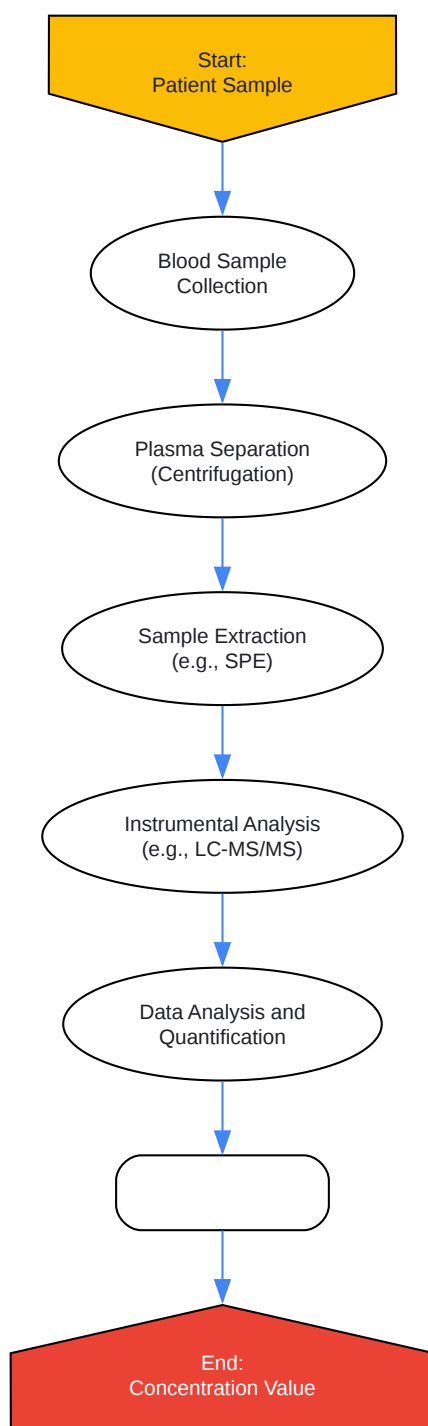 Start:
Patient Sample
Blood Sample
Collection
Plasma Separation
(Centrifugation)
Sample Extraction
(e.g., SPE)
Instrumental Analysis
(e.g., LC-MS/MS)
Data Analysis and
Quantification
End:
Concentration Value